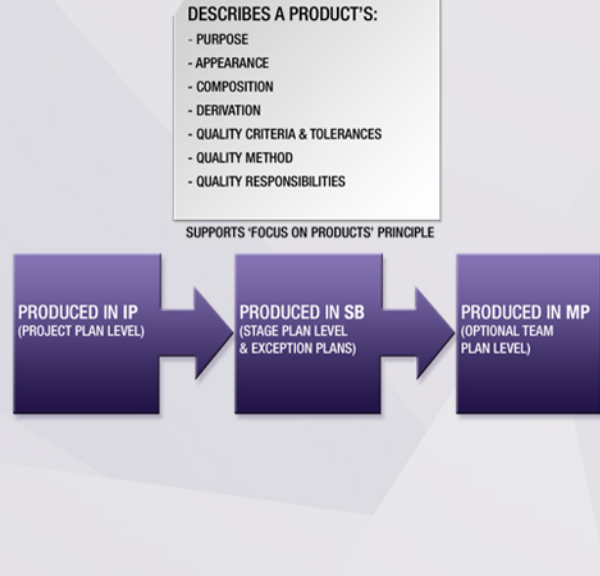 DESCRIBES A PRODUCT'S:
- PURPOSE
- APPEARANCE
- COMPOSITION
- DERIVATION
- QUALITY CRITERIA & TOLERANCES
- QUALITY METHOD
- QUALITY RESPONSIBILITIES
SUPPORTS 'FOCUS ON PRODUCTS' PRINCIPLE
PRODUCED IN IP
(PROJECT PLAN LEVEL)
PRODUCED IN SB
(STAGE PLAN LEVEL
& EXCEPTION PLANS)
PRODUCED IN MP
(OPTIONAL TEAM
PLAN LEVEL)